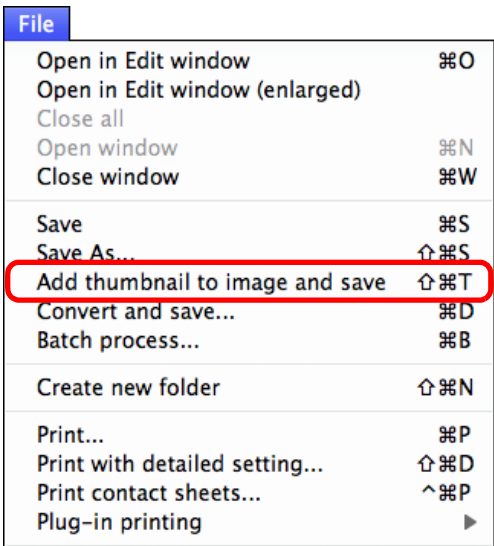 File
Open in Edit window ⌘O
Open in Edit window (enlarged)
Close all
Open window ⌘N
Close window ⌘W
Save ⌘S
Save As... ⇧⌘S
Add thumbnail to image and save ⇧⌘T
Convert and save... ⌘D
Batch process... ⌘B
Create new folder ⇧⌘N
Print... ⌘P
Print with detailed setting... ⇧⌘D
Print contact sheets... ^⌘P
Plug-in printing ▶